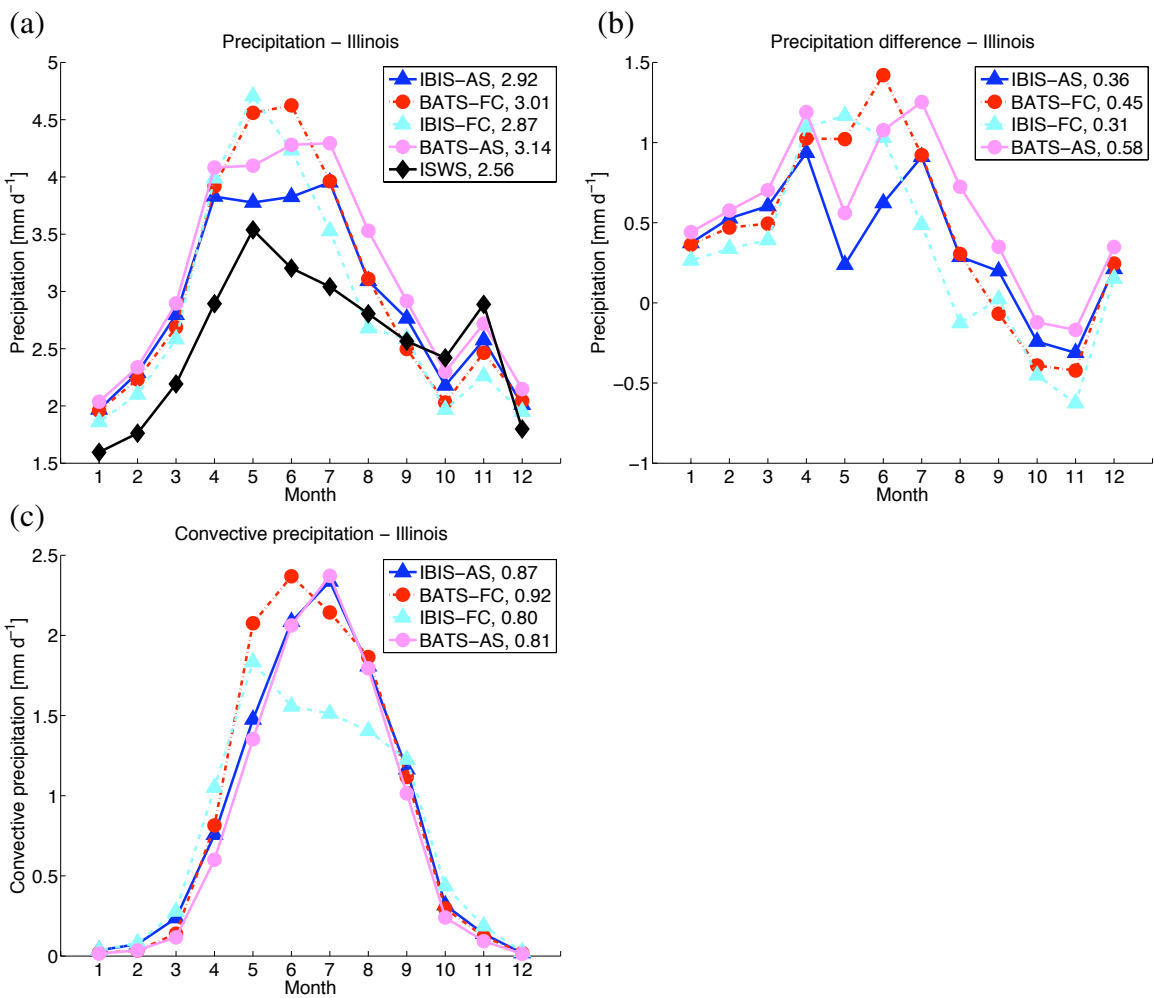 (a)
Precipitation – Illinois
5
4.5
4
3.5
3
2.5
2
1.5
Precipitation [mm d⁻¹]
IBIS–AS, 2.92
BATS–FC, 3.01
IBIS–FC, 2.87
BATS–AS, 3.14
ISWS, 2.56
1 2 3 4 5 6 7 8 9 10 11 12
Month
(b)
Precipitation difference – Illinois
1.5
1
0.5
0
−0.5
−1
Precipitation [mm d⁻¹]
IBIS–AS, 0.36
BATS–FC, 0.45
IBIS–FC, 0.31
BATS–AS, 0.58
1 2 3 4 5 6 7 8 9 10 11 12
Month
(c)
Convective precipitation – Illinois
2.5
2
1.5
1
0.5
0
Convective precipitation [mm d⁻¹]
IBIS–AS, 0.87
BATS–FC, 0.92
IBIS–FC, 0.80
BATS–AS, 0.81
1 2 3 4 5 6 7 8 9 10 11 12
Month